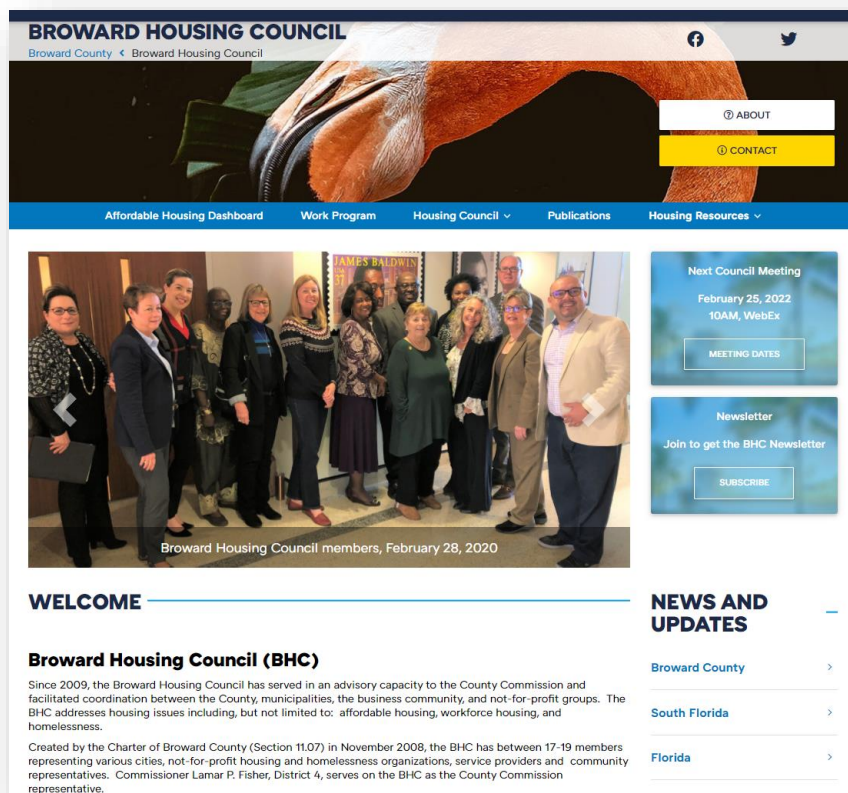 BROWARD HOUSING COUNCIL
Broward County < Broward Housing Council
ABOUT
CONTACT
Affordable Housing Dashboard Work Program Housing Council Publications Housing Resources
JAMES BALDWIN
USA
37
Broward Housing Council members, February 28, 2020
Next Council Meeting
February 25, 2022
10AM, WebEx
MEETING DATES
Newsletter
Join to get the BHC Newsletter
SUBSCRIBE
WELCOME
Broward Housing Council (BHC)
Since 2009, the Broward Housing Council has served in an advisory capacity to the County Commission and
facilitated coordination between the County, municipalities, the business community, and not-for-profit groups. The
BHC addresses housing issues including, but not limited to: affordable housing, workforce housing, and
homelessness.
Created by the Charter of Broward County (Section 11.07) in November 2008, the BHC has between 17-19 members
representing various cities, not-for-profit housing and homelessness organizations, service providers and community
representatives. Commissioner Lamar P. Fisher, District 4, serves on the BHC as the County Commission
representative.
NEWS AND
UPDATES
Broward County
South Florida
Florida